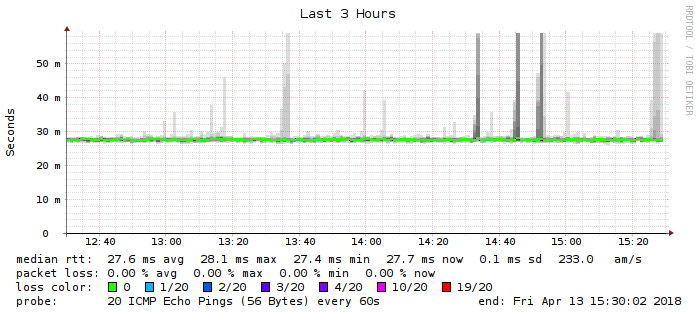 Last 3 Hours
RRDTOOL / TOBI OETIKER
Seconds
50 m
40 m
30 m
20 m
10 m
0
12:40 13:00 13:20 13:40 14:00 14:20 14:40 15:00 15:20
median rtt: 27.6 ms avg 28.1 ms max 27.4 ms min 27.7 ms now 0.1 ms sd 233.0 am/s
packet loss: 0.00 % avg 0.00 % max 0.00 % min 0.00 % now
loss color: 0 1/20 2/20 3/20 4/20 10/20 19/20
probe: 20 ICMP Echo Pings (56 Bytes) every 60s end: Fri Apr 13 15:30:02 2018